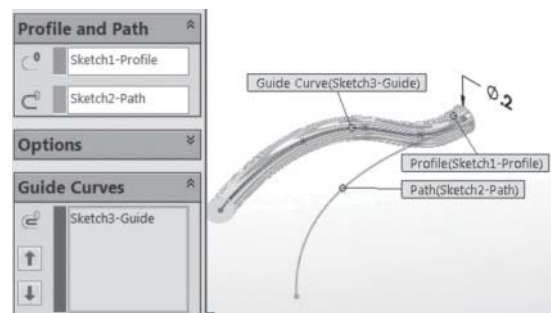 Profile and Path
Sketch1-Profile
Sketch2-Path
Options
Guide Curves
Sketch3-Guide
Guide Curve(Sketch3-Guide)
Ø.2
Profile(Sketch1-Profile)
Path(Sketch2-Path)